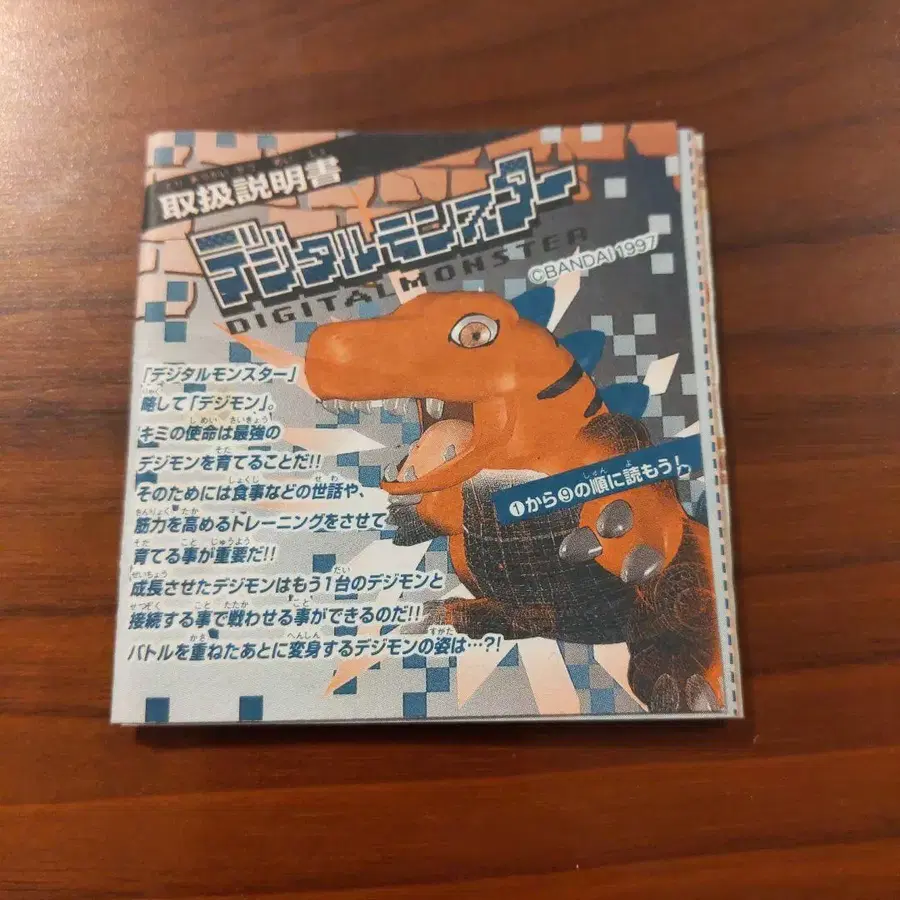 取扱説明書
デジタルモンスター
DIGITAL MONSTER
©BANDAI 1997
「デジタルモンスター」
略して「デジモン」。
キミの使命は最強の
デジモンを育てることだ!!
そのためには食事などの世話や、
筋力を高めるトレーニングをさせて
育てる事が重要だ!!
成長させたデジモンはもう1台のデジモンと
接続する事で戦わせる事ができるのだ!!
バトルを重ねたあとに変身するデジモンの姿は…?!
❶から❾の順に読もう!